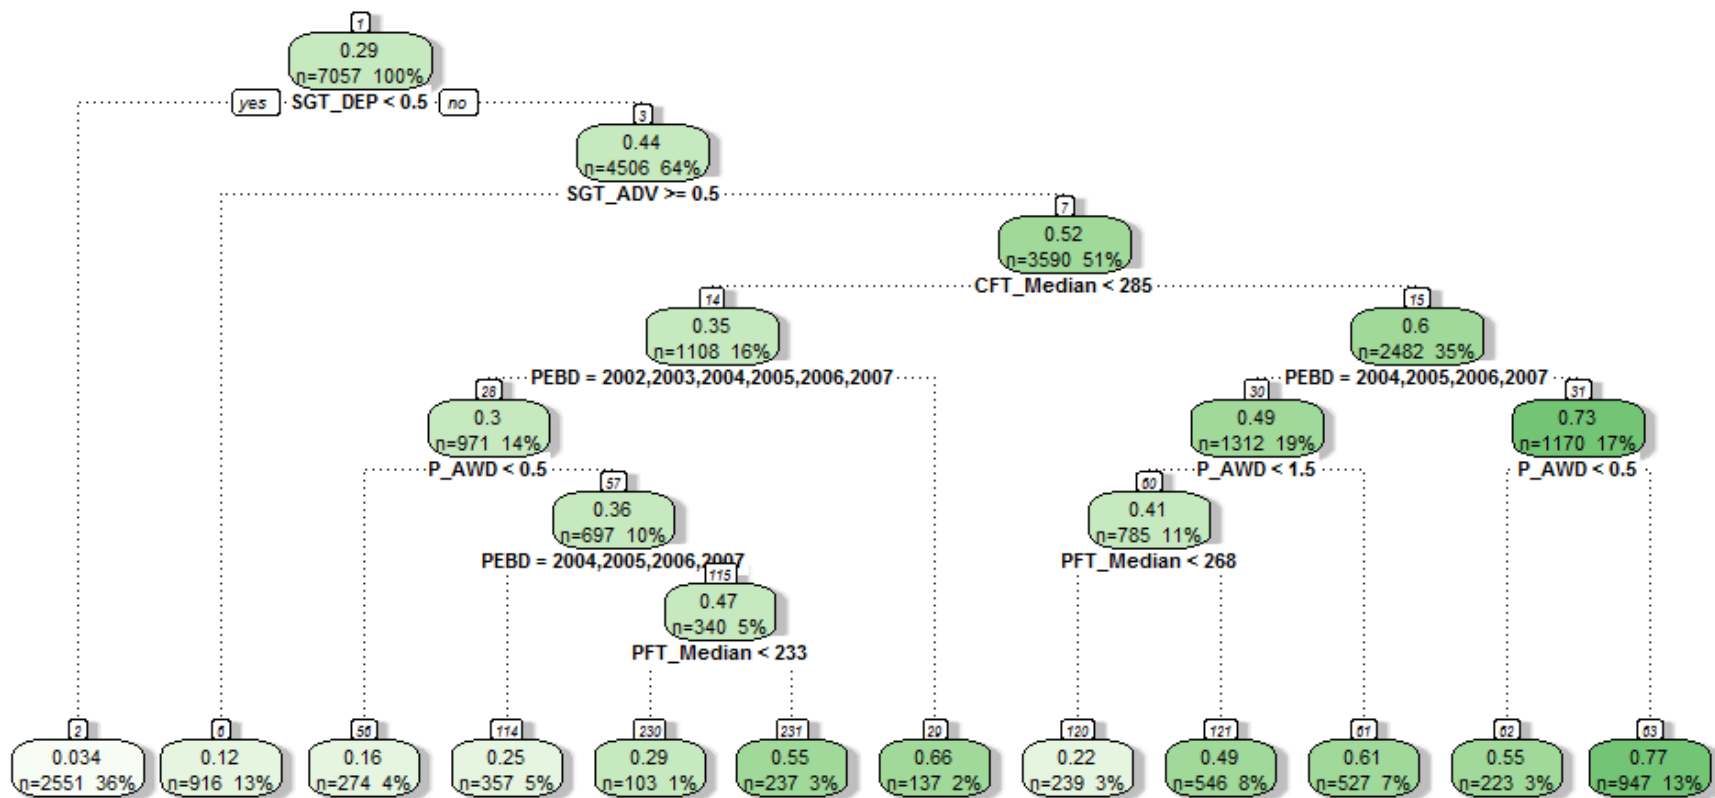 1
0.29
n=7057 100%
yes SGT_DEP < 0.5 no
3
0.44
n=4506 64%
SGT_ADV >= 0.5
7
0.52
n=3590 51%
CFT_Median < 285
14
0.35
n=1108 16%
PEBD = 2002,2003,2004,2005,2006,2007
15
0.6
n=2482 35%
PEBD = 2004,2005,2006,2007
28
0.3
n=971 14%
P_AWD < 0.5
30
0.49
n=1312 19%
P_AWD < 1.5
31
0.73
n=1170 17%
P_AWD < 0.5
57
0.36
n=697 10%
PEBD = 2004,2005,2006,2007
60
0.41
n=785 11%
PFT_Median < 268
115
0.47
n=340 5%
PFT_Median < 233
2
0.034
n=2551 36%
6
0.12
n=916 13%
56
0.16
n=274 4%
114
0.25
n=357 5%
230
0.29
n=103 1%
231
0.55
n=237 3%
29
0.66
n=137 2%
120
0.22
n=239 3%
121
0.49
n=546 8%
61
0.61
n=527 7%
62
0.55
n=223 3%
63
0.77
n=947 13%